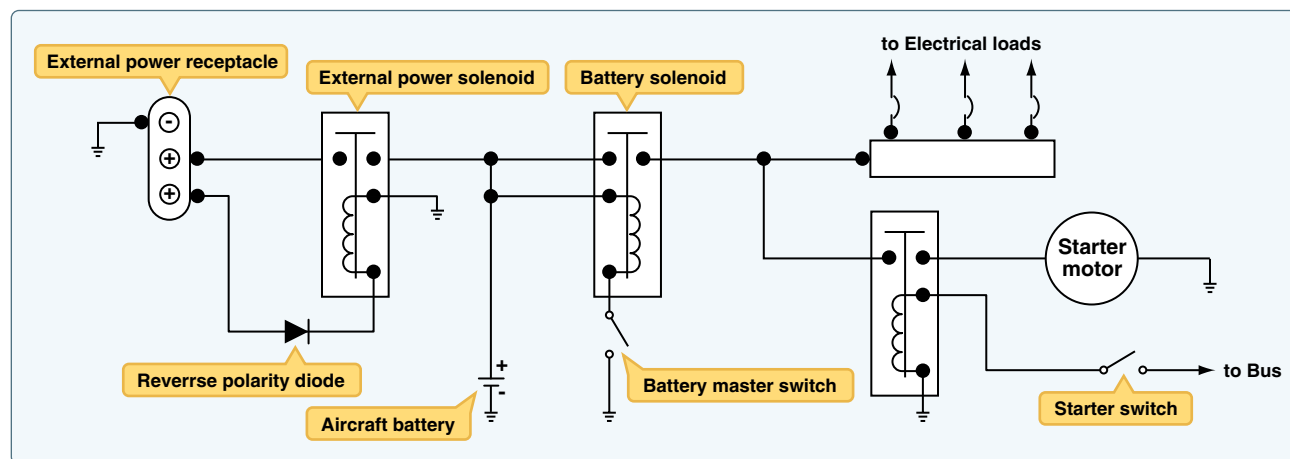 to Electrical loads
External power receptacle
External power solenoid
Battery solenoid
-
+
+
Starter
motor
+
-
Reverrse polarity diode
Battery master switch
to Bus
Aircraft battery
Starter switch